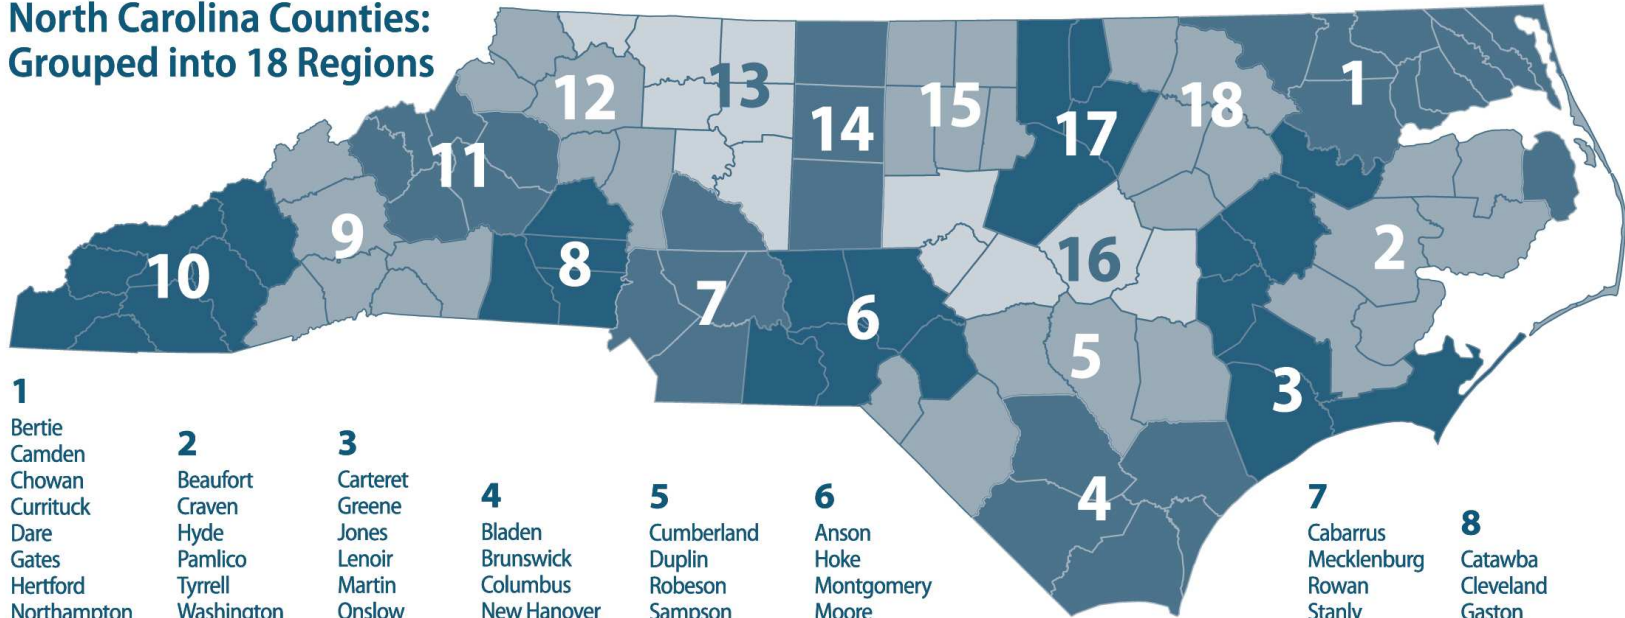 North Carolina Counties:
Grouped into 18 Regions
12
13
14
15
17
18
1
11
9
10
8
7
6
16
5
2
3
4
1
Bertie
Camden
Chowan
Currituck
Dare
Gates
Hertford
Northampton
2
Beaufort
Craven
Hyde
Pamlico
Tyrrell
Washington
3
Carteret
Greene
Jones
Lenoir
Martin
Onslow
4
Bladen
Brunswick
Columbus
New Hanover
5
Cumberland
Duplin
Robeson
Sampson
6
Anson
Hoke
Montgomery
Moore
7
Cabarrus
Mecklenburg
Rowan
Stanly
8
Catawba
Cleveland
Gaston